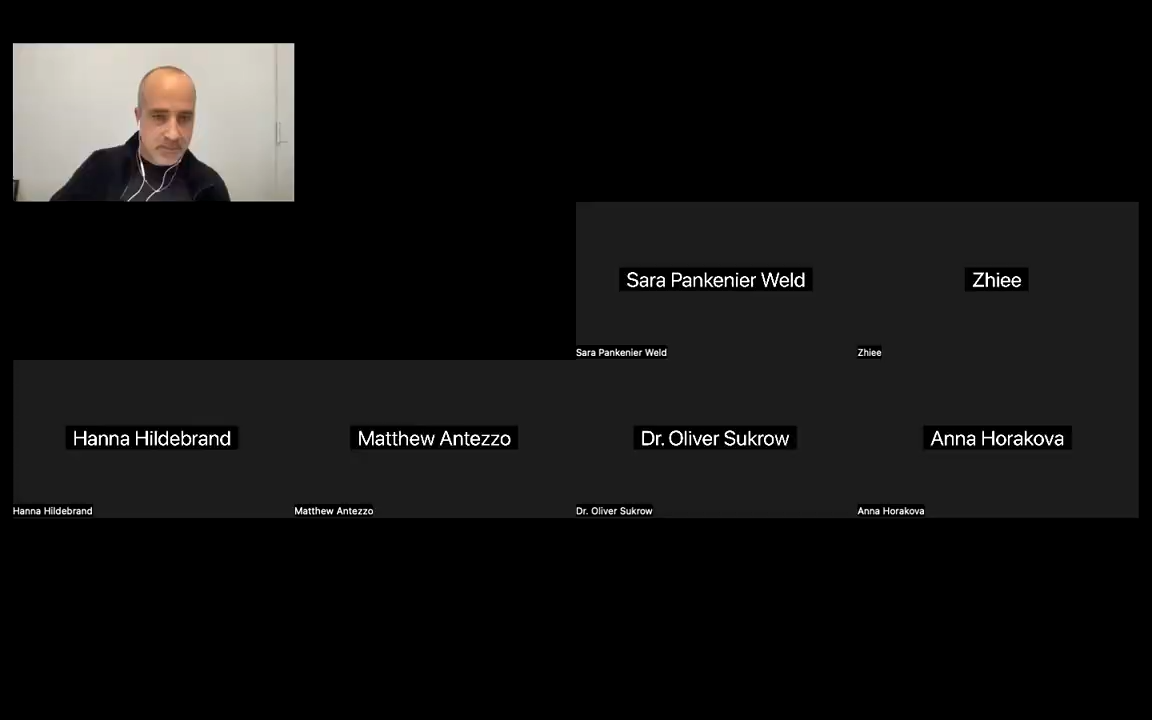 Sara Pankenier Weld
Zhiee
Sara Pankenier Weld
Zhiee
Hanna Hildebrand
Matthew Antezzo
Dr. Oliver Sukrow
Anna Horakova
Hanna Hildebrand
Matthew Antezzo
Dr. Oliver Sukrow
Anna Horakova